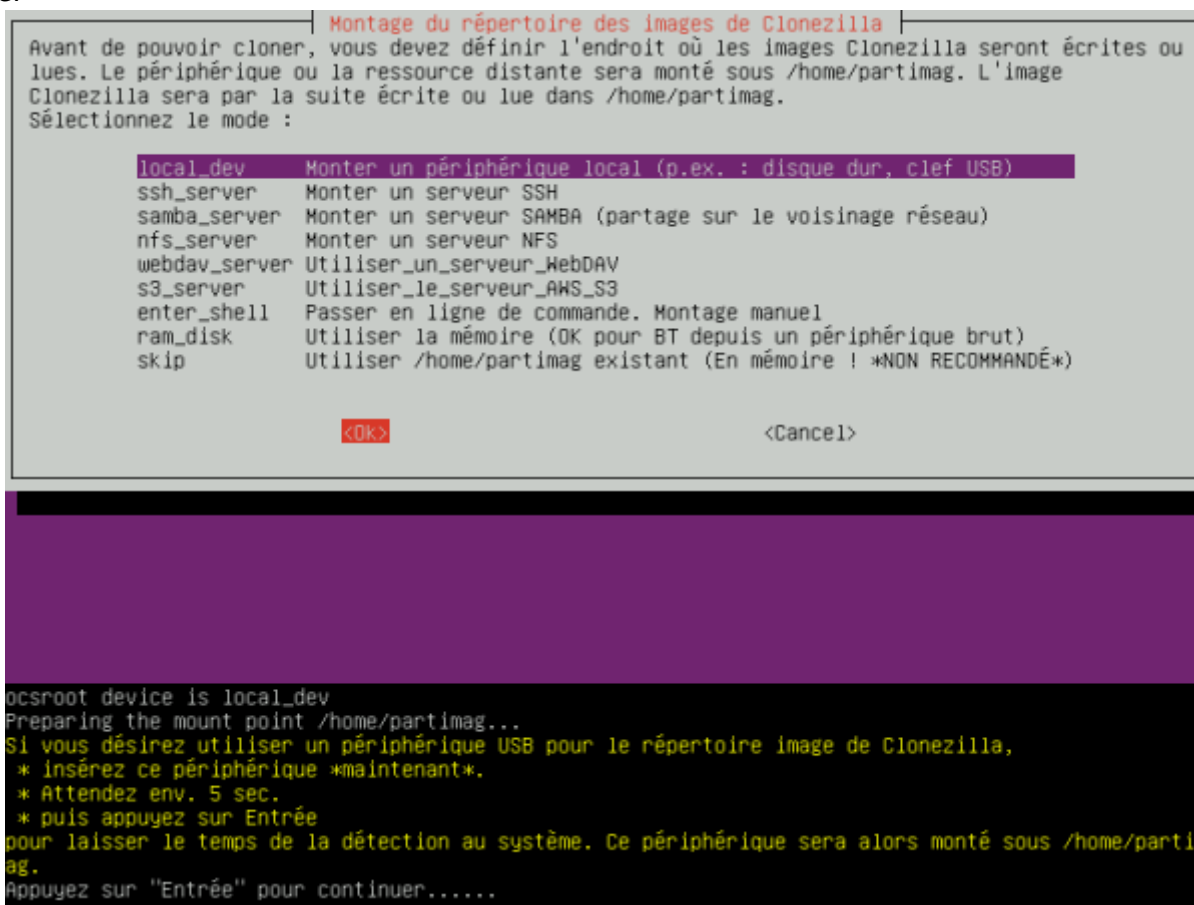 Montage du répertoire des images de Clonezilla
Avant de pouvoir cloner, vous devez définir l'endroit où les images Clonezilla seront écrites ou
lues. Le périphérique ou la ressource distante sera monté sous /home/partimag. L'image
Clonezilla sera par la suite écrite ou lue dans /home/partimag.
Sélectionnez le mode :
local_dev Monter un périphérique local (p.ex. : disque dur, clef USB)
ssh_server Monter un serveur SSH
samba_server Monter un serveur SAMBA (partage sur le voisinage réseau)
nfs_server Monter un serveur NFS
webdav_server Utiliser_un_serveur_WebDAV
s3_server Utiliser_le_serveur_AWS_S3
enter_shell Passer en ligne de commande. Montage manuel
ram_disk Utiliser la mémoire (OK pour BT depuis un périphérique brut)
skip Utiliser /home/partimag existant (En mémoire ! *NON RECOMMANDÉ*)
<Ok> <Cancel>
ocsroot device is local_dev
Preparing the mount point /home/partimag...
Si vous désirez utiliser un périphérique USB pour le répertoire image de Clonezilla,
* insérez ce périphérique *maintenant*.
* Attendez env. 5 sec.
* puis appuyez sur Entrée
pour laisser le temps de la détection au système. Ce périphérique sera alors monté sous /home/parti
ag.
Appuyez sur "Entrée" pour continuer......